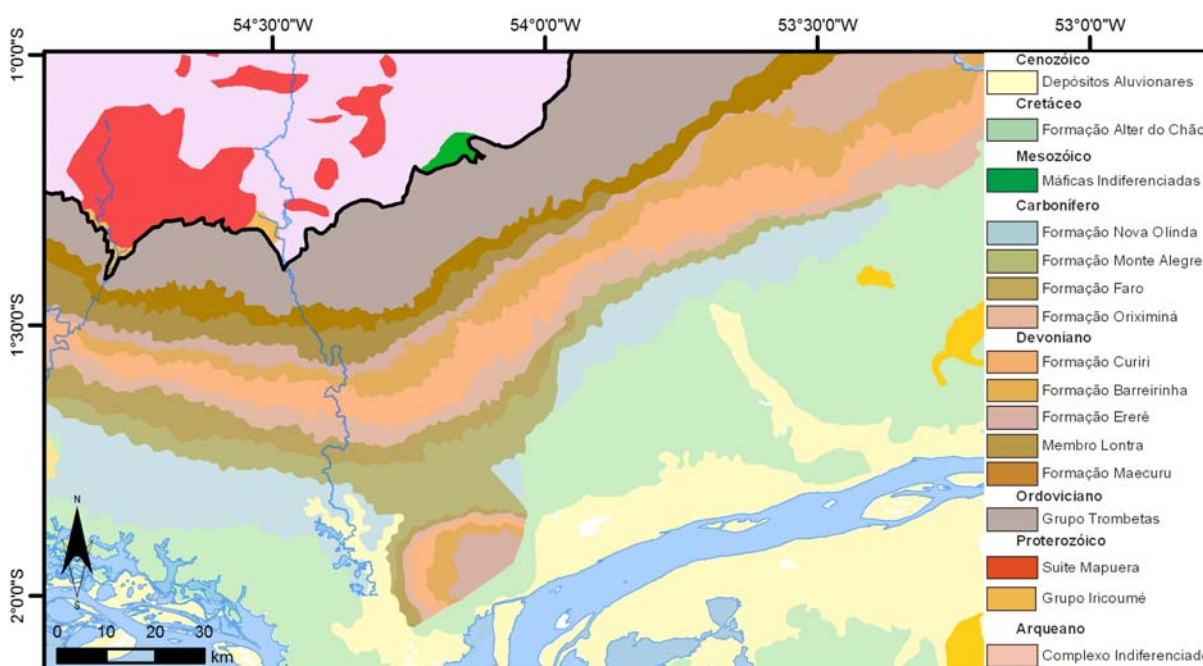 54°30'0"W 54°0'0"W 53°30'0"W 53°0'0"W
1°0'0"S
1°30'0"S
2°0'0"S
N
S
0 10 20 30
km
Cenozóico
Depósitos Aluvionares
Cretáceo
Formação Alter do Chão
Mesozóico
Máficas Indiferenciadas
Carbonífero
Formação Nova Olinda
Formação Monte Alegre
Formação Faro
Formação Oriximiná
Devoniano
Formação Curiri
Formação Barreirinha
Formação Ererê
Membro Lontra
Formação Maecuru
Ordoviciano
Grupo Trombetas
Proterozóico
Suite Mapuera
Grupo Iricoumé
Arqueano
Complexo Indiferenciado